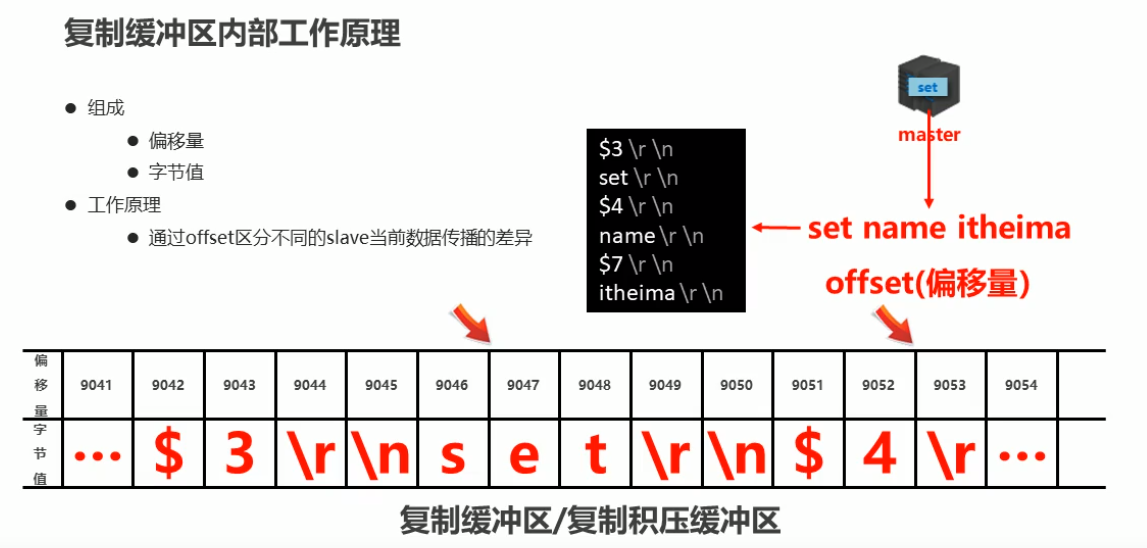 复制缓冲区内部工作原理
● 组成
● 偏移量
● 字节值
● 工作原理
● 通过offset区分不同的slave当前数据传播的差异
set
master
$3 \r \n
set \r \n
$4 \r \n
name \r \n
$7 \r \n
itheima \r \n
set name itheima
offset(偏移量)
偏移量 9041 9042 9043 9044 9045 9046 9047 9048 9049 9050 9051 9052 9053 9054
字节值 ... $ 3 \r \n s e t \r \n $ 4 \r ...
复制缓冲区/复制积压缓冲区